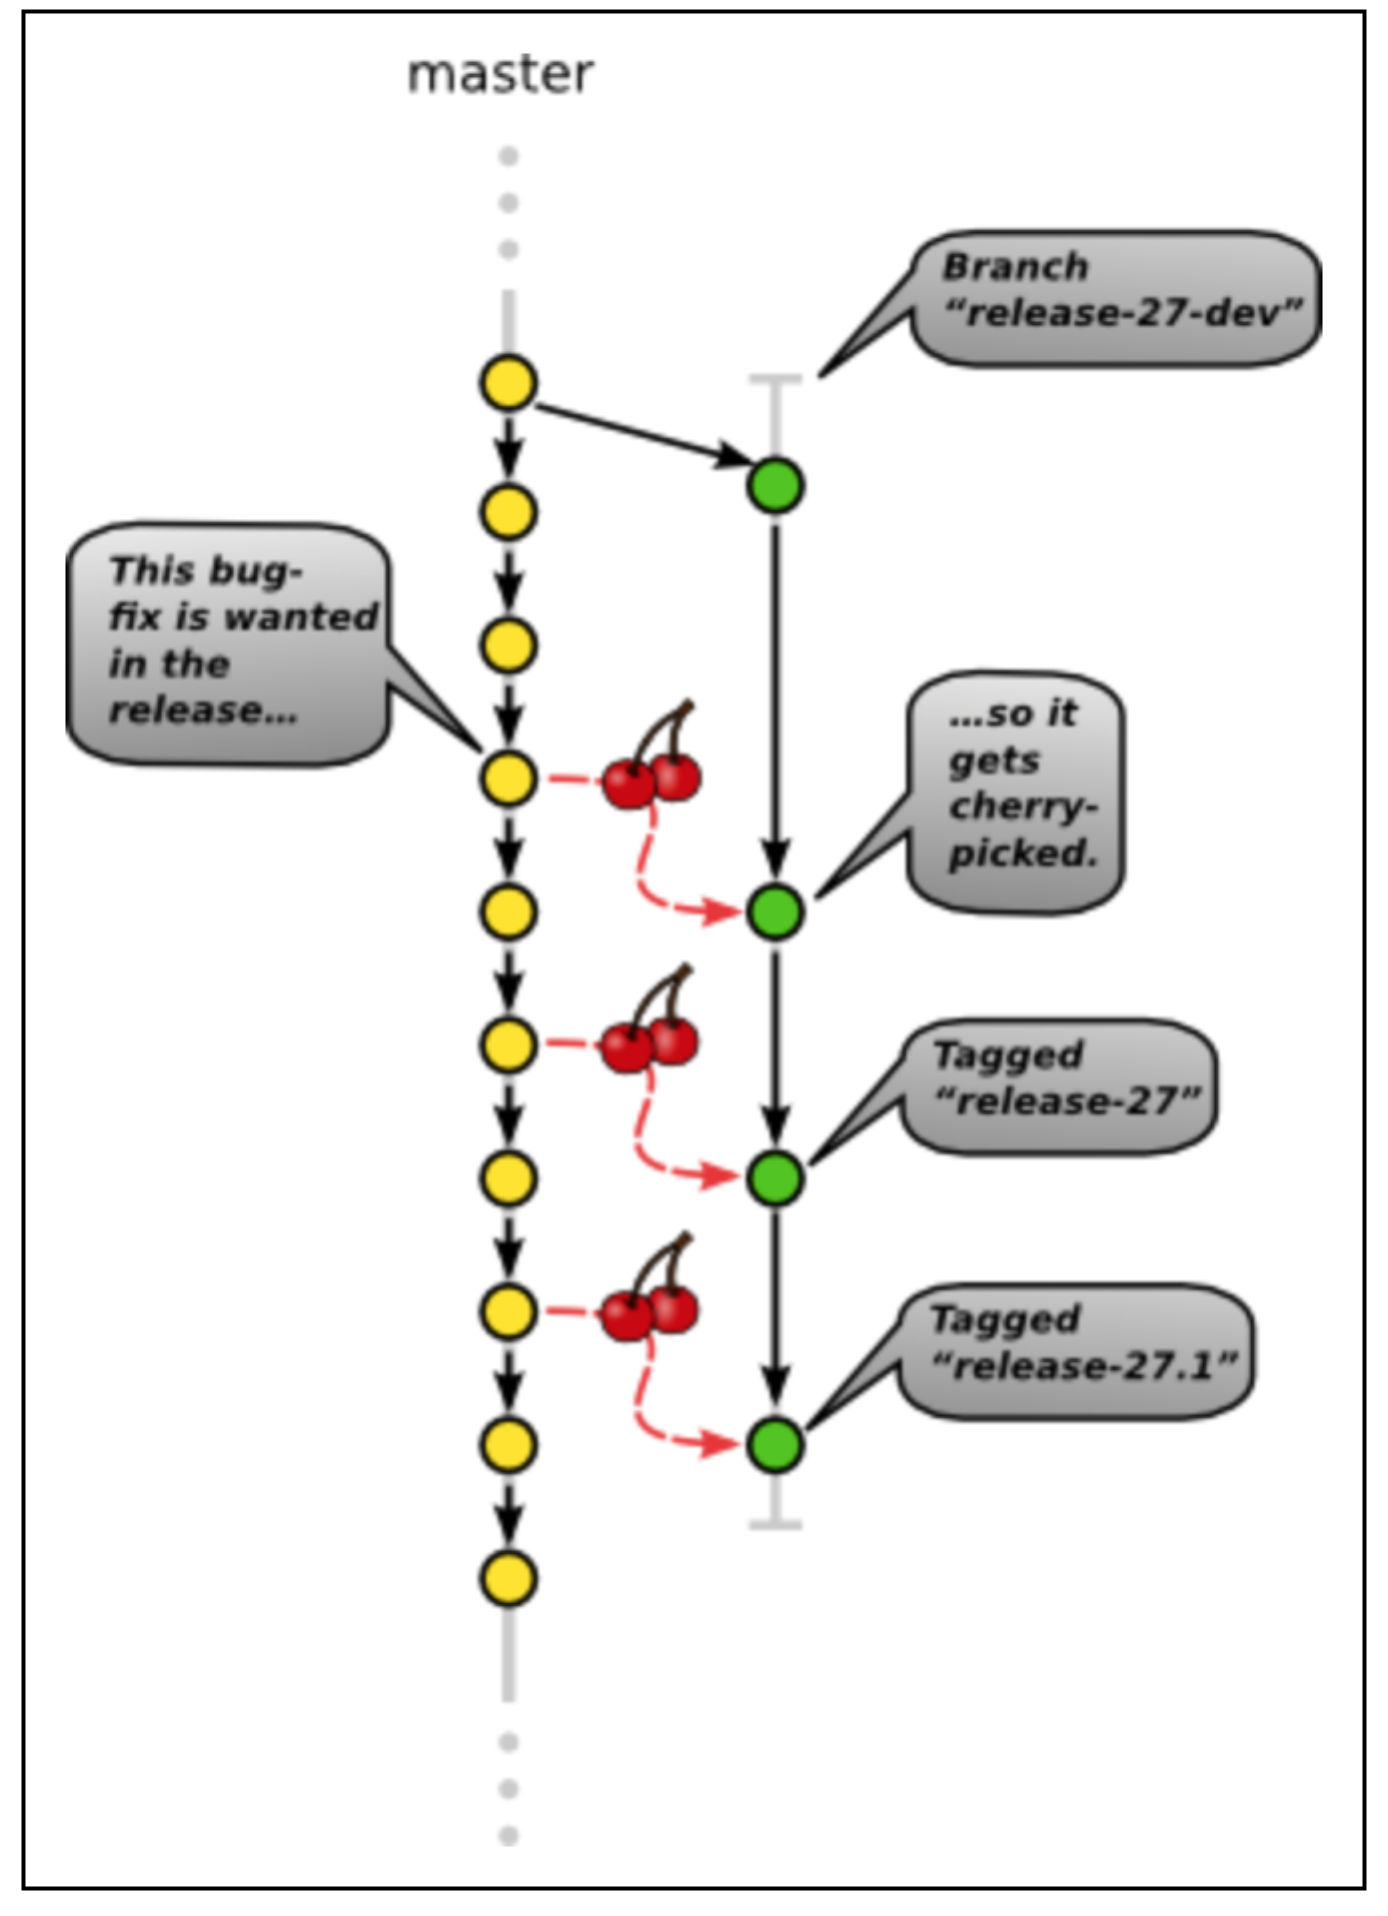 master
Branch
“release-27-dev”
This bug-
fix is wanted
in the
release…
…so it
gets
cherry-
picked.
Tagged
“release-27”
Tagged
“release-27.1”